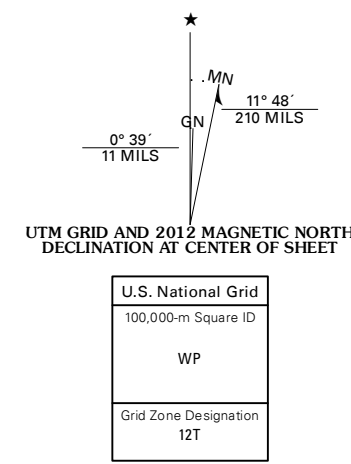 ★
MN
11° 48´
210 MILS
GN
0° 39´
11 MILS
UTM GRID AND 2012 MAGNETIC NORTH
DECLINATION AT CENTER OF SHEET
U.S. National Grid
100,000-m Square ID
WP
Grid Zone Designation
12T